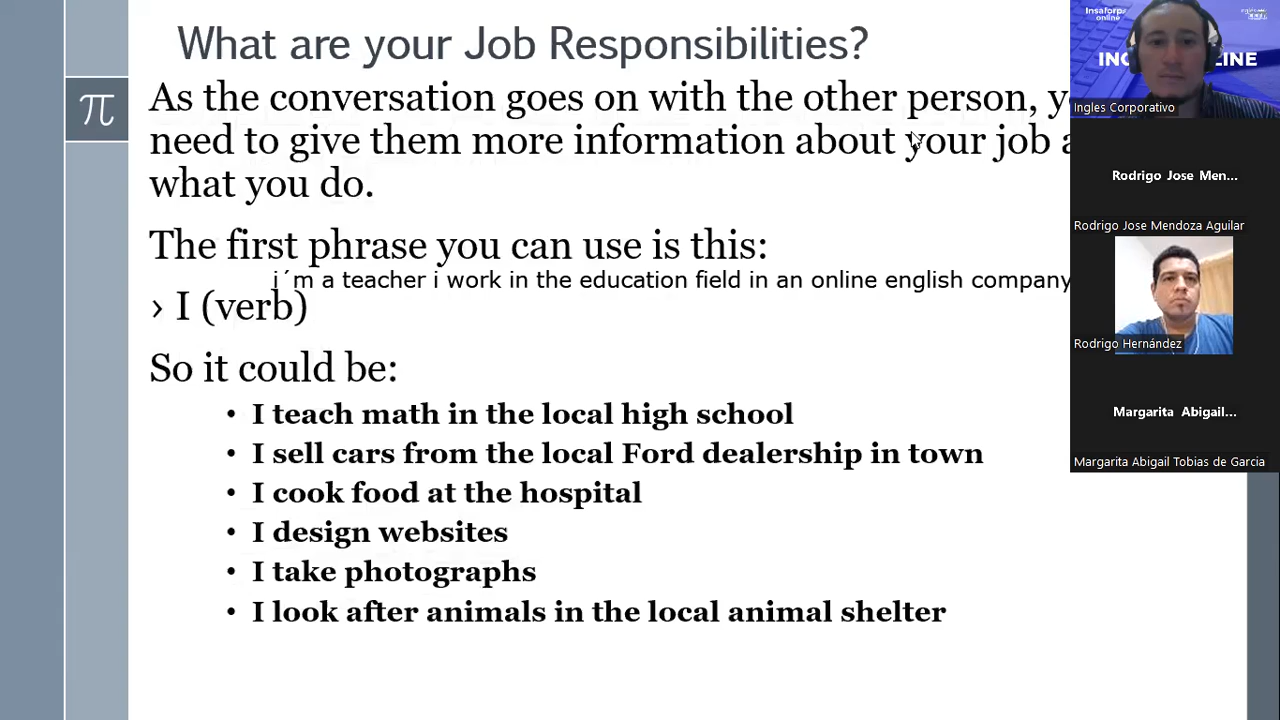 What are your Job Responsibilities?
As the conversation goes on with the other person,
need to give them more information about your job
what you do.
The first phrase you can use is this:
i´m a teacher i work in the education field in an online english company
› I (verb)
So it could be:
• I teach math in the local high school
• I sell cars from the local Ford dealership in town
• I cook food at the hospital
• I design websites
• I take photographs
• I look after animals in the local animal shelter
π
Insaforp
online
Ingles Corporativo
Rodrigo Jose Men...
Rodrigo Jose Mendoza Aguilar
Rodrigo Hernández
Margarita Abigail...
Margarita Abigail Tobias de Garcia